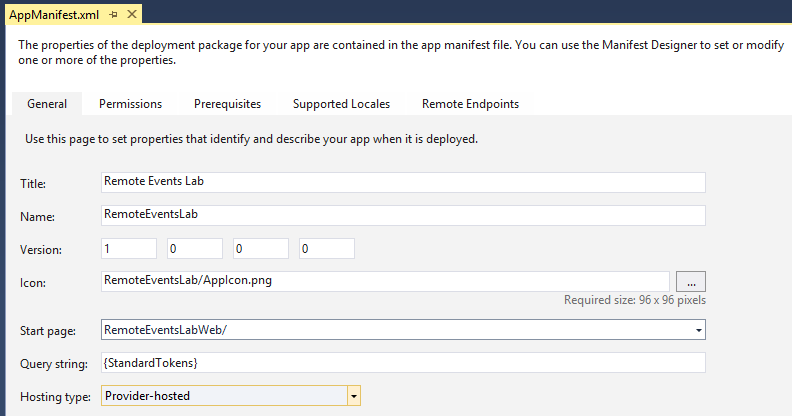 AppManifest.xml
The properties of the deployment package for your app are contained in the app manifest file. You can use the Manifest Designer to set or modify
one or more of the properties.
General Permissions Prerequisites Supported Locales Remote Endpoints
Use this page to set properties that identify and describe your app when it is deployed.
Title: Remote Events Lab
Name: RemoteEventsLab
Version: 1 0 0 0
Icon: RemoteEventsLab/AppIcon.png ...
Required size: 96 x 96 pixels
Start page: RemoteEventsLabWeb/
Query string: {StandardTokens}
Hosting type: Provider-hosted